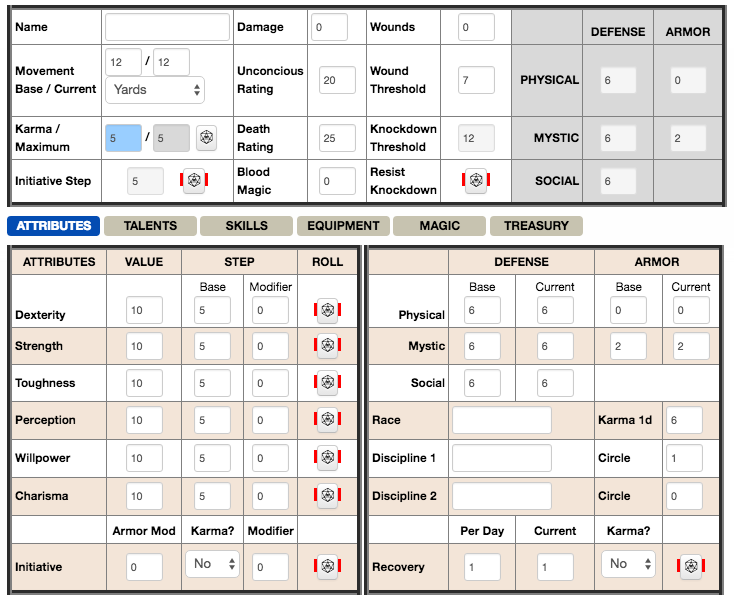 Name Damage 0 Wounds 0 DEFENSE ARMOR
Movement Base / Current 12 / 12 Yards Unconcious Rating 20 Wound Threshold 7 PHYSICAL 6 0
Karma / Maximum 5 / 5 Death Rating 25 Knockdown Threshold 12 MYSTIC 6 2
Initiative Step 5 Blood Magic 0 Resist Knockdown SOCIAL 6
ATTRIBUTES TALENTS SKILLS EQUIPMENT MAGIC TREASURY
ATTRIBUTES VALUE STEP ROLL DEFENSE ARMOR
Base Modifier Base Current Base Current
Dexterity 10 5 0 Physical 6 6 0 0
Strength 10 5 0 Mystic 6 6 2 2
Toughness 10 5 0 Social 6 6
Perception 10 5 0 Race Karma 1d 6
Willpower 10 5 0 Discipline 1 Circle 1
Charisma 10 5 0 Discipline 2 Circle 0
Armor Mod Karma? Modifier Per Day Current Karma?
Initiative 0 No 0 Recovery 1 1 No